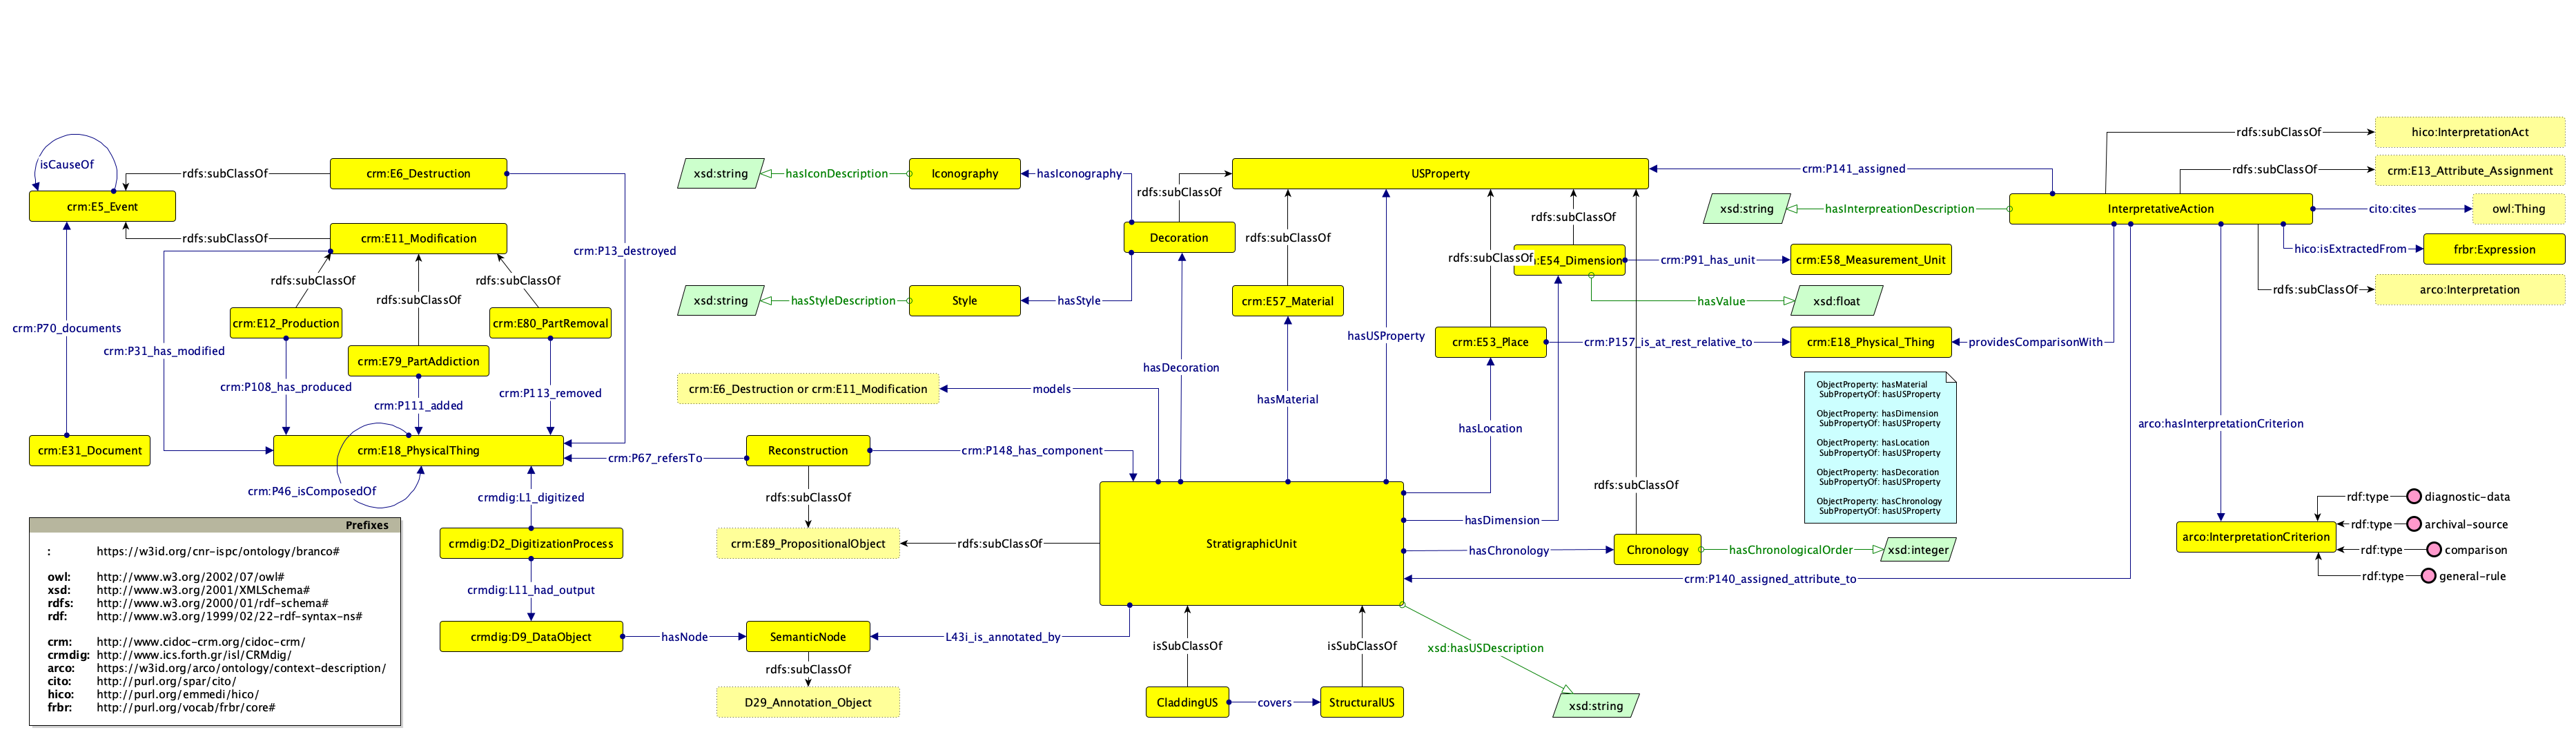 hico:InterpretationAct
rdfs:subClassOf
isCauseOf
rdfs:subClassOf
crm:E6_Destruction
xsd:string
hasIconDescription
Iconography
hasIconography
USProperty
crm:P141_assigned
rdfs:subClassOf
crm:E13_Attribute_Assignment
rdfs:subClassOf
crm:E5_Event
xsd:string
hasInterpreationDescription
InterpretativeAction
cito:cites
owl:Thing
rdfs:subClassOf
crm:E11_Modification
Decoration
rdfs:subClassOf
rdfs:subClassOf
hico:isExtractedFrom
frbr:Expression
crm:P13_destroyed
rdfs:subClassOf
:E54_Dimension
crm:P91_has_unit
crm:E58_Measurement_Unit
rdfs:subClassOf
rdfs:subClassOf
rdfs:subClassOf
rdfs:subClassOf
arco:Interpretation
xsd:string
hasStyleDescription
Style
hasStyle
crm:E57_Material
hasValue
xsd:float
crm:P70_documents
crm:E12_Production
crm:E80_PartRemoval
hasUSProperty
crm:P31_has_modified
crm:E79_PartAddiction
crm:E53_Place
crm:P157_is_at_rest_relative_to
crm:E18_Physical_Thing
providesComparisonWith
hasDecoration
crm:P108_has_produced
crm:P111_added
crm:P113_removed
crm:E6_Destruction or crm:E11_Modification
models
hasMaterial
ObjectProperty: hasMaterial
SubPropertyOf: hasUSProperty
ObjectProperty: hasDimension
SubPropertyOf: hasUSProperty
ObjectProperty: hasLocation
SubPropertyOf: hasUSProperty
ObjectProperty: hasDecoration
SubPropertyOf: hasUSProperty
ObjectProperty: hasChronology
SubPropertyOf: hasUSProperty
hasLocation
arco:hasInterpretationCriterion
crm:E31_Document
crm:E18_PhysicalThing
crm:P67_refersTo
Reconstruction
crm:P148_has_component
crm:P46_isComposedOf
crmdig:L1_digitized
rdfs:subClassOf
rdfs:subClassOf
rdf:type
diagnostic-data
hasDimension
rdf:type
archival-source
arco:InterpretationCriterion
rdf:type
comparison
rdf:type
general-rule
crmdig:D2_DigitizationProcess
crm:E89_PropositionalObject
rdfs:subClassOf
StratigraphicUnit
hasChronology
Chronology
hasChronologicalOrder
xsd:integer
crm:P140_assigned_attribute_to
crmdig:L11_had_output
crmdig:D9_DataObject
hasNode
SemanticNode
L43i_is_annotated_by
isSubClassOf
isSubClassOf
xsd:hasUSDescription
rdfs:subClassOf
D29_Annotation_Object
CladdingUS
covers
StructuralUS
xsd:string
Prefixes
: https://w3id.org/cnr-ispc/ontology/branco#
owl: http://www.w3.org/2002/07/owl#
xsd: http://www.w3.org/2001/XMLSchema#
rdfs: http://www.w3.org/2000/01/rdf-schema#
rdf: http://www.w3.org/1999/02/22-rdf-syntax-ns#
crm: http://www.cidoc-crm.org/cidoc-crm/
crmdig: http://www.ics.forth.gr/isl/CRMdig/
arco: https://w3id.org/arco/ontology/context-description/
cito: http://purl.org/spar/cito/
hico: http://purl.org/emmedi/hico/
frbr: http://purl.org/vocab/frbr/core#